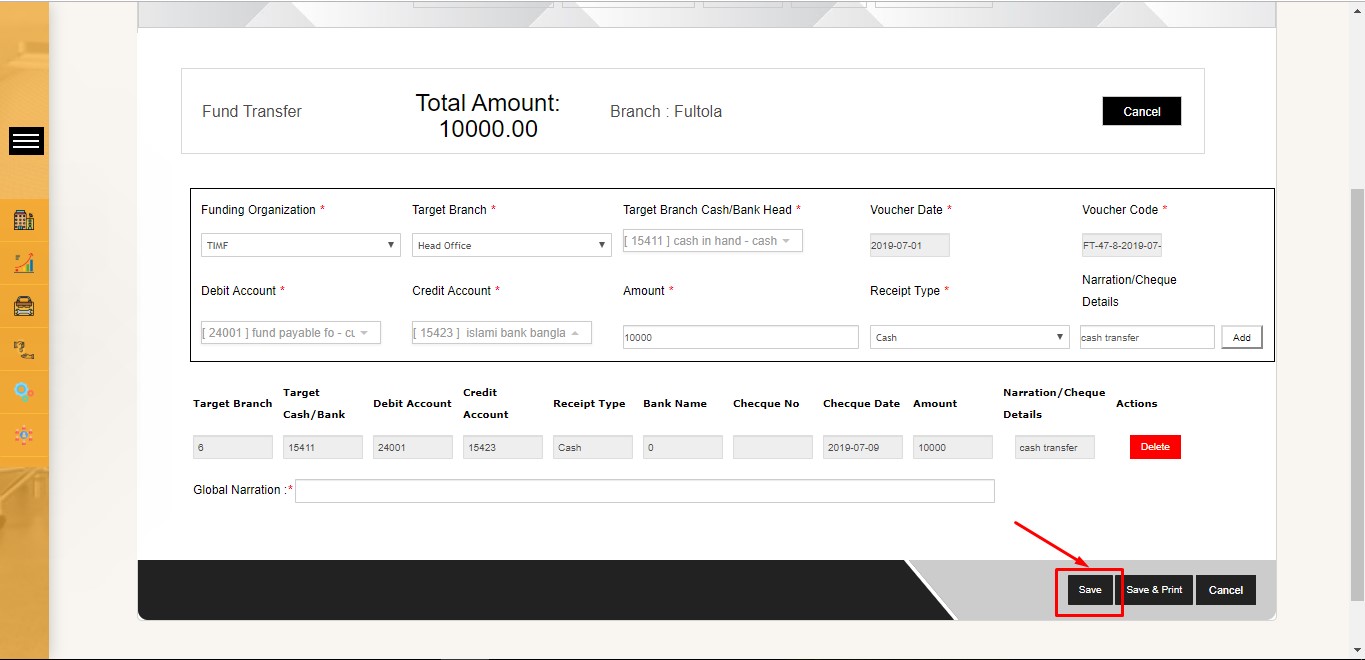 Fund Transfer
Total Amount:
10000.00
Branch : Fultola
Cancel
Funding Organization * Target Branch * Target Branch Cash/Bank Head * Voucher Date * Voucher Code *
TIMF Head Office [ 15411 ] cash in hand - cash 2019-07-01 FT-47-8-2019-07-
Debit Account * Credit Account * Amount * Receipt Type * Narration/Cheque
Details
[ 24001 ] fund payable fo - cu [ 15423 ] islami bank bangla 10000 Cash cash transfer Add
Target Branch Target Cash/Bank Debit Account Credit Account Receipt Type Bank Name Checque No Checque Date Amount Narration/Cheque Details Actions
6 15411 24001 15423 Cash 0 2019-07-09 10000 cash transfer Delete
Global Narration :*
Save Save & Print Cancel